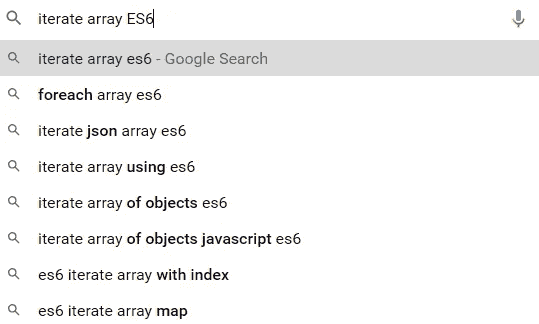 iterate array ES6
iterate array es6 - Google Search
foreach array es6
iterate json array es6
iterate array using es6
iterate array of objects es6
iterate array of objects javascript es6
es6 iterate array with index
es6 iterate array map